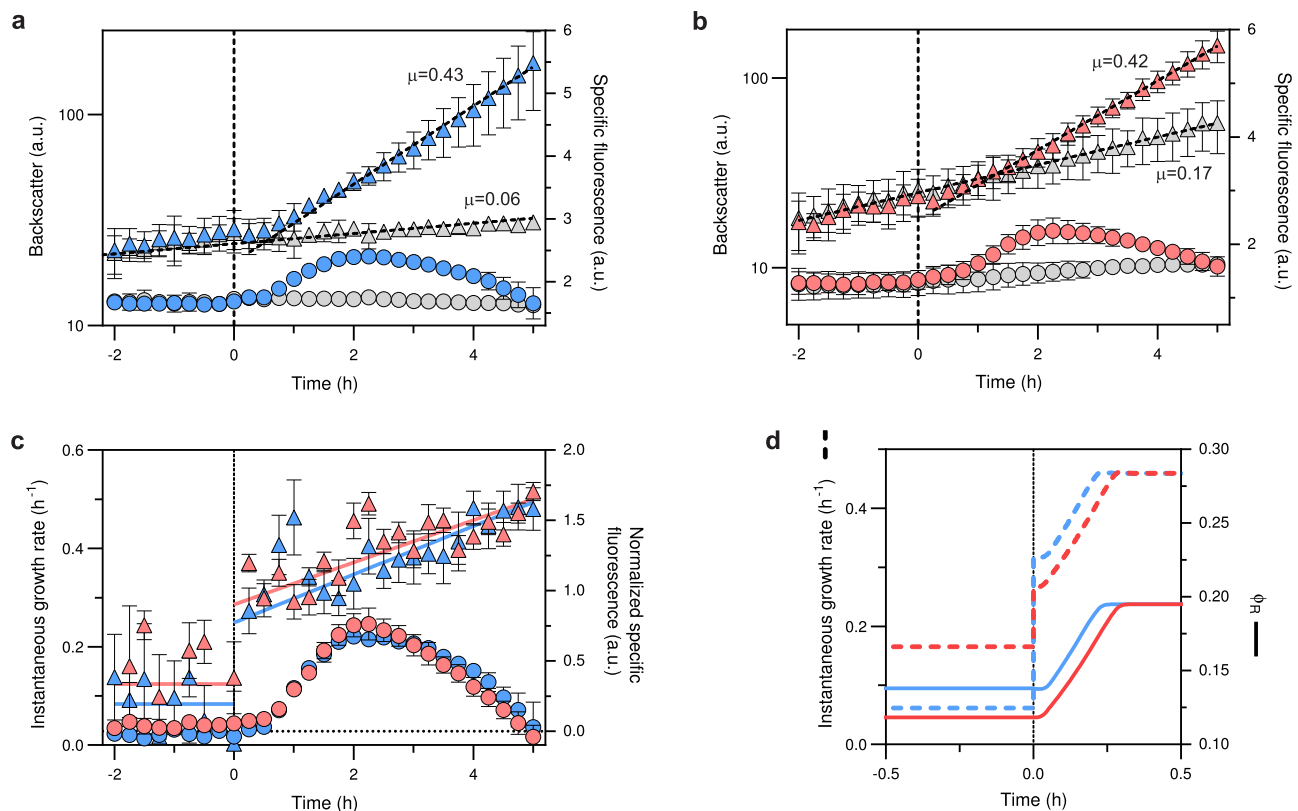 a
Backscatter (a.u.)
100
10
μ=0.43
μ=0.06
6
5
4
3
2
Specific fluorescence (a.u.)
-2
0
2
4
Time (h)
b
Backscatter (a.u.)
100
10
μ=0.42
μ=0.17
6
4
2
Specific fluorescence (a.u.)
-2
0
2
4
Time (h)
c
Instantaneous growth rate (h⁻¹)
0.6
0.4
0.2
0.0
2.0
1.5
1.0
0.5
0.0
Normalized specific
fluorescence (a.u.)
-2
0
2
4
Time (h)
d
Instantaneous growth rate (h⁻¹)
0.4
0.2
0.0
0.30
0.25
0.20
0.15
0.10
ϕR
-0.5
0.0
0.5
Time (h)